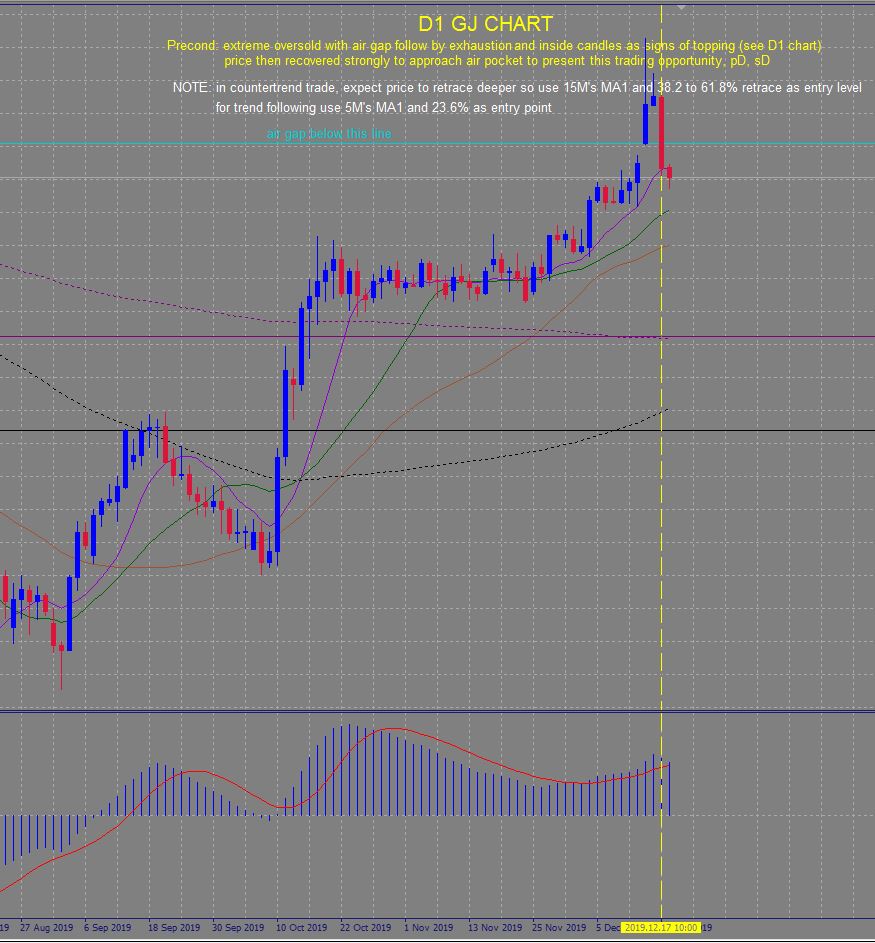 D1 GJ CHART
Precond: extreme oversold with air gap follow by exhaustion and inside candles as signs of topping (see D1 chart)
price then recovered strongly to approach air pocket to present this trading opportunity, pD, sD
NOTE: in countertrend trade, expect price to retrace deeper so use 15M's MA1 and 38.2 to 61.8% retrace as entry level
for trend following use 5M's MA1 and 23.6% as entry point
air gap below this line
19 27 Aug 2019 6 Sep 2019 18 Sep 2019 30 Sep 2019 10 Oct 2019 22 Oct 2019 1 Nov 2019 13 Nov 2019 25 Nov 2019 5 Dec 2019.12.17 10:00 19